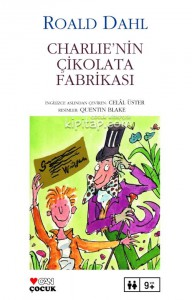 ROALD DAHL
CHARLIE'NİN
ÇİKOLATA
FABRİKASI
İNGİLİZCE ASLINDAN ÇEVİREN: CELÂL ÜSTER
RESİMLER: QUENTIN BLAKE
CAN
ÇOCUK
9+